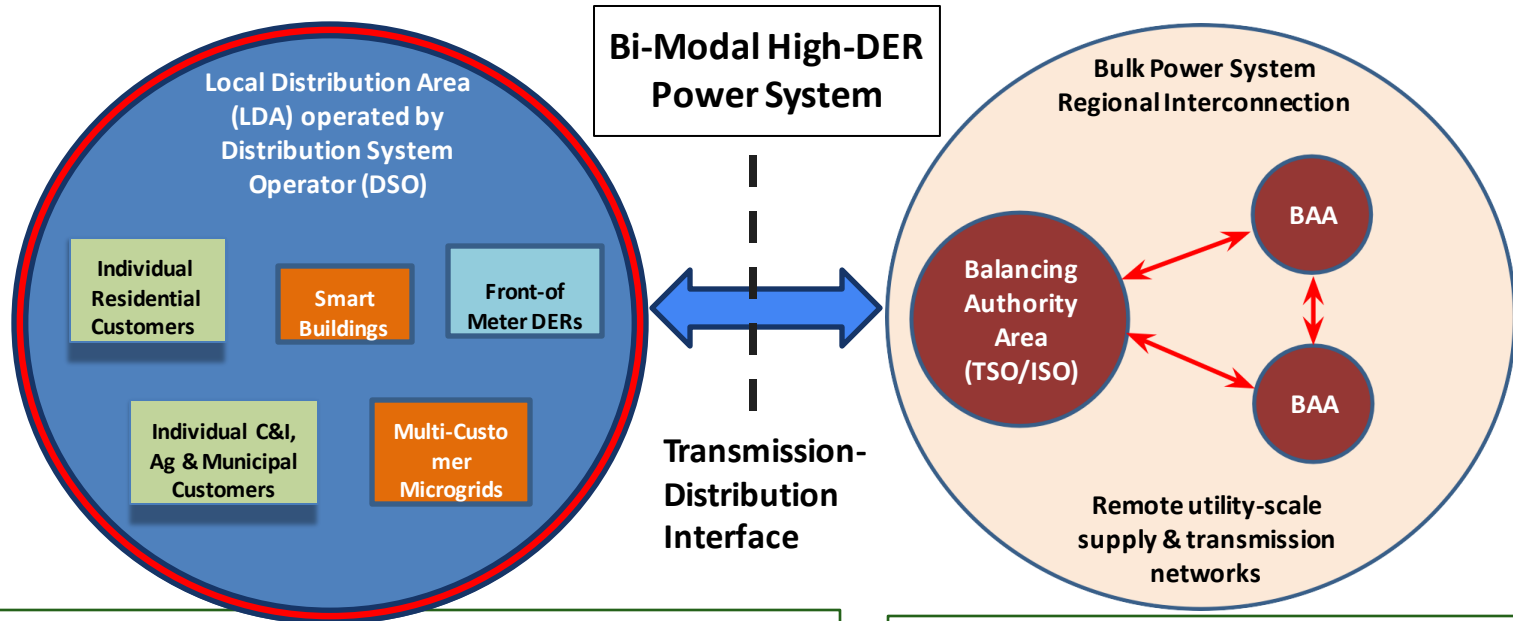 Bi-Modal High-DER
Power System
Local Distribution Area
(LDA) operated by
Distribution System
Operator (DSO)
Individual
Residential
Customers
Smart
Buildings
Front-of
Meter DERs
Individual C&I,
Ag & Municipal
Customers
Multi-Custo
mer
Microgrids
Transmission-
Distribution
Interface
Bulk Power System
Regional Interconnection
Balancing
Authority
Area
(TSO/ISO)
BAA
BAA
Remote utility-scale
supply & transmission
networks